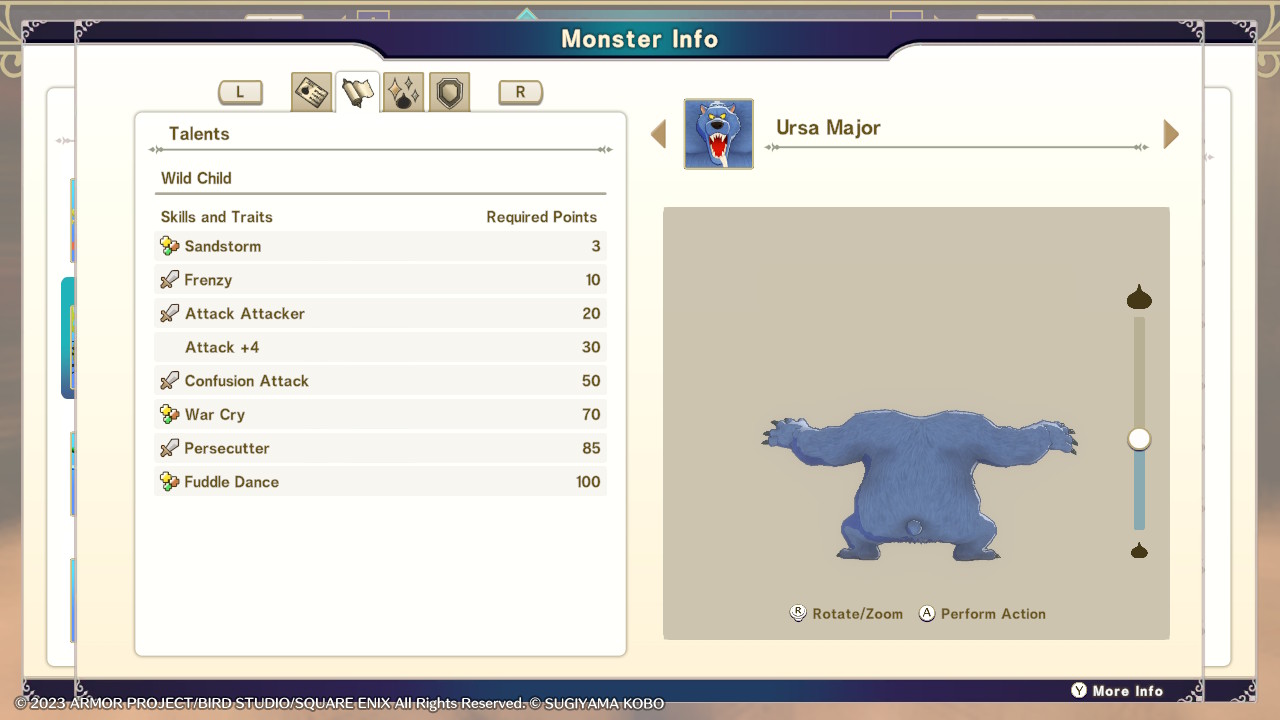 Monster Info
L
R
Talents
Ursa Major
Wild Child
Skills and Traits Required Points
Sandstorm 3
Frenzy 10
Attack Attacker 20
Attack +4 30
Confusion Attack 50
War Cry 70
Persecutter 85
Fuddle Dance 100
R Rotate/Zoom A Perform Action
Y More Info
© 2023 ARMOR PROJECT/BIRD STUDIO/SQUARE ENIX All Rights Reserved. © SUGIYAMA KOBO